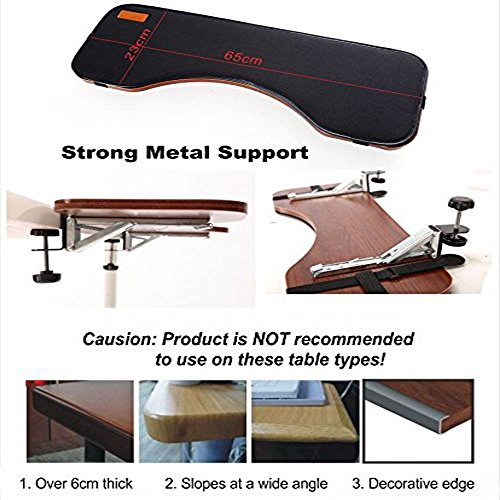 23cm
65cm
Strong Metal Support
Causion: Product is NOT recommended
to use on these table types!
1. Over 6cm thick
2. Slopes at a wide angle
3. Decorative edge